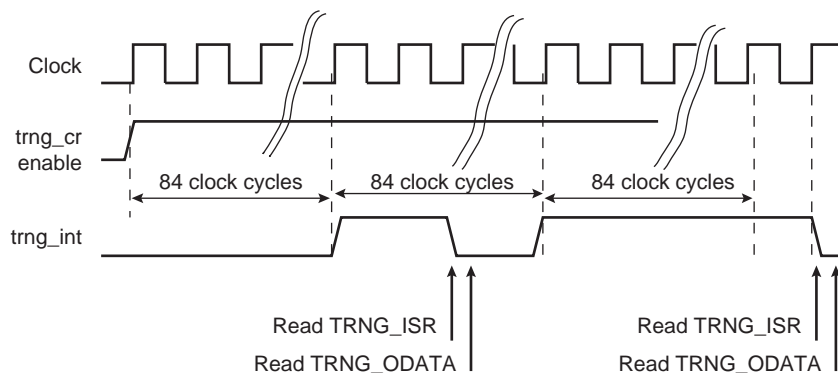 Clock
trng_cr
enable
84 clock cycles
84 clock cycles
84 clock cycles
trng_int
Read TRNG_ISR
Read TRNG_ISR
Read TRNG_ODATA
Read TRNG_ODATA